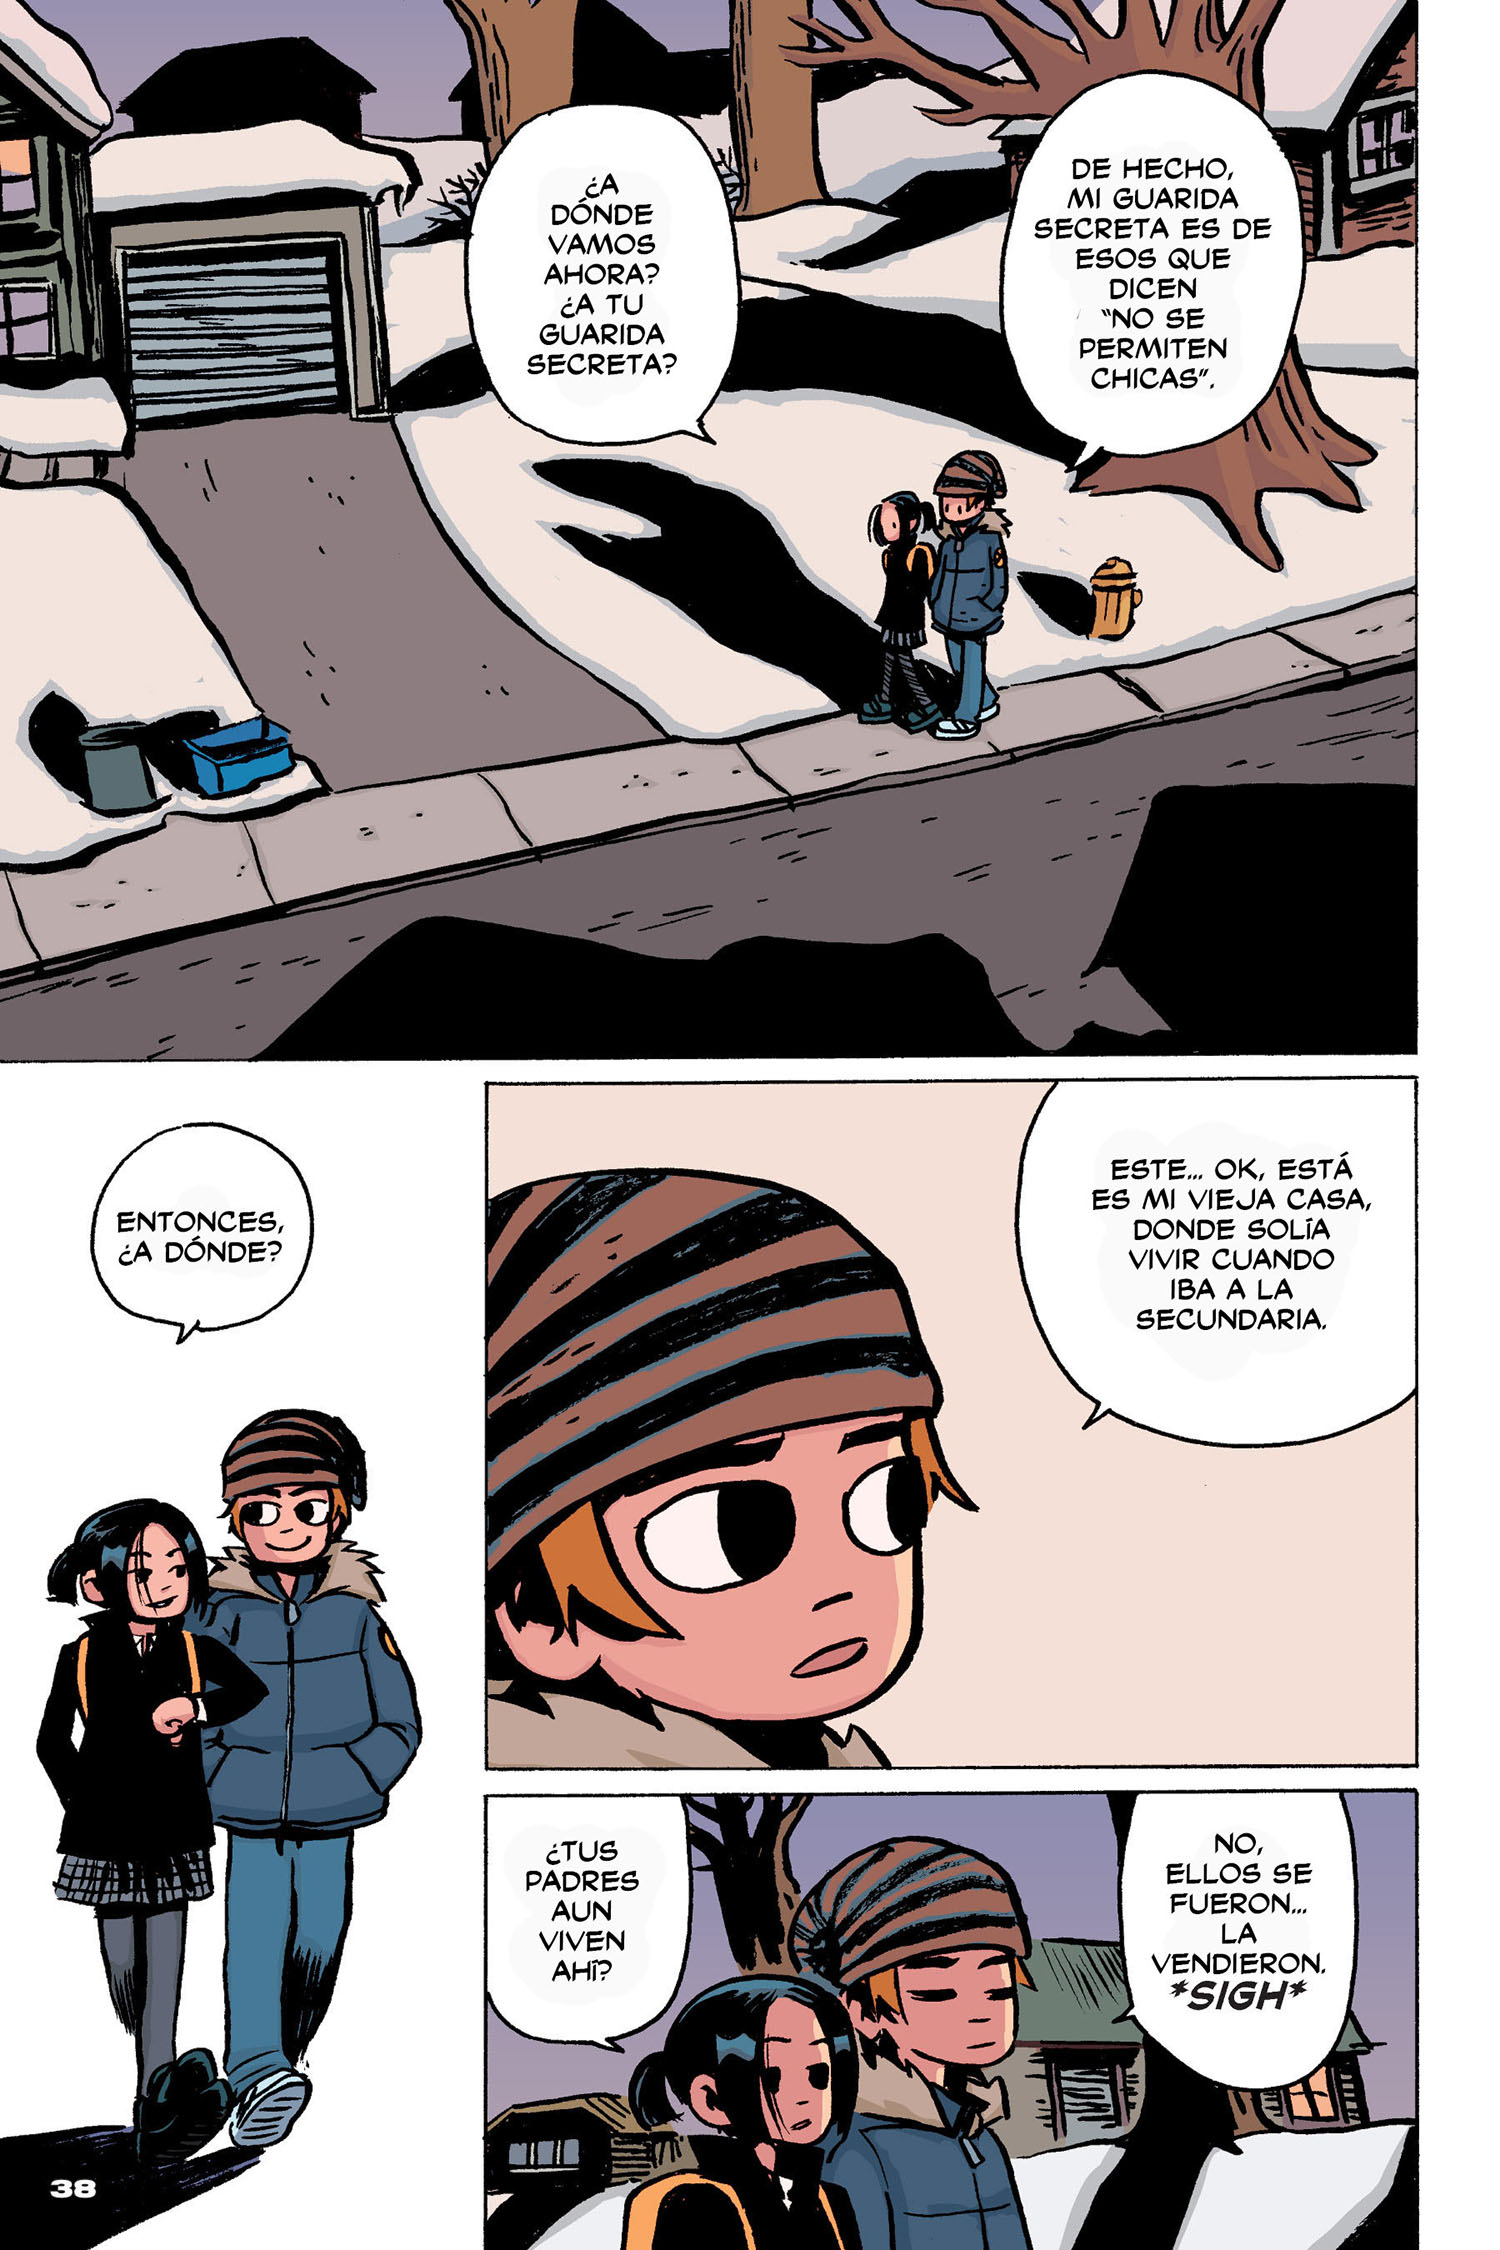 ¿A
DÓNDE
VAMOS
AHORA?
¿A TU
GUARIDA
SECRETA?
DE HECHO,
MI GUARIDA
SECRETA ES DE
ESOS QUE
DICEN
“NO SE
PERMITEN
CHICAS”.
ENTONCES,
¿A DÓNDE?
ESTE... OK, ESTÁ
ES MI VIEJA CASA,
DONDE SOLÍA
VIVIR CUANDO
IBA A LA
SECUNDARIA.
¿TUS
PADRES
AUN
VIVEN
AHÍ?
NO,
ELLOS SE
FUERON...
LA
VENDIERON.
*SIGH*
38